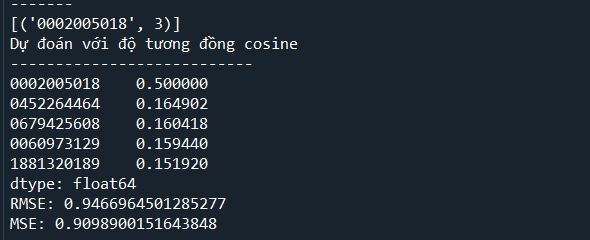 -------
[('0002005018', 3)]
Dự đoán với độ tương đồng cosine
---------------------------
0002005018    0.500000
0452264464    0.164902
0679425608    0.160418
0060973129    0.159440
1881320189    0.151920
dtype: float64
RMSE: 0.9466964501285277
MSE: 0.9098900151643848